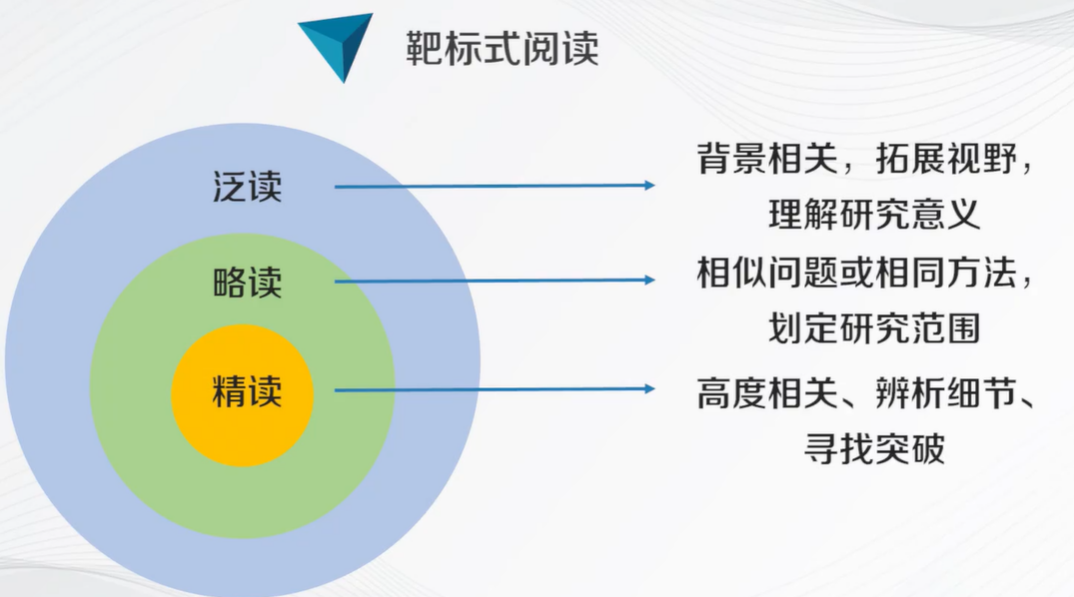 靶标式阅读
泛读
背景相关，拓展视野，
理解研究意义
略读
相似问题或相同方法，
划定研究范围
精读
高度相关、辨析细节、
寻找突破